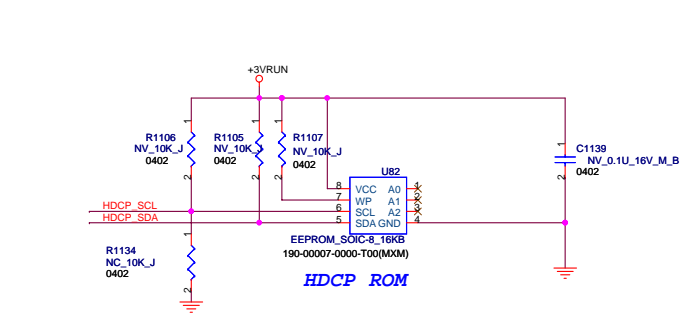 +3VRUN
1 1 1
R1106 R1105 R1107
NV_10K_J NV_10K_J NV_10K_J
0402 0402 0402
2 2 2
1
C1139
NV_0.1U_16V_M_B
0402
2
U82
8 VCC A0 1
7 WP A1 2
6 SCL A2 3
5 SDA GND 4
HDCP_SCL
HDCP_SDA
EEPROM_SOIC-8_16KB
190-00007-0000-T00(MXM)
1
R1134
NC_10K_J
0402
2
HDCP ROM